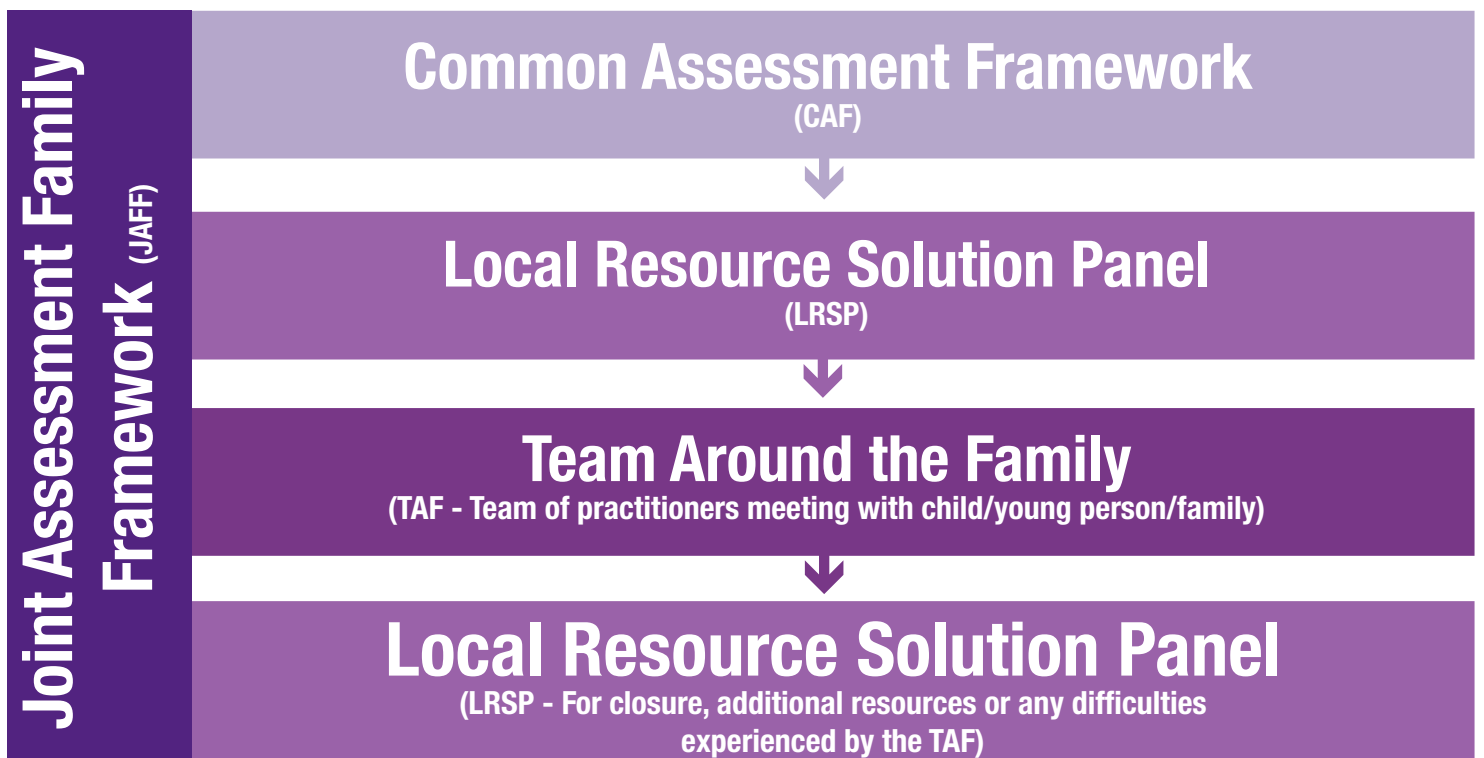 Joint Assessment Family
Framework (JAFF)
Common Assessment Framework
(CAF)
Local Resource Solution Panel
(LRSP)
Team Around the Family
(TAF - Team of practitioners meeting with child/young person/family)
Local Resource Solution Panel
(LRSP - For closure, additional resources or any difficulties
experienced by the TAF)